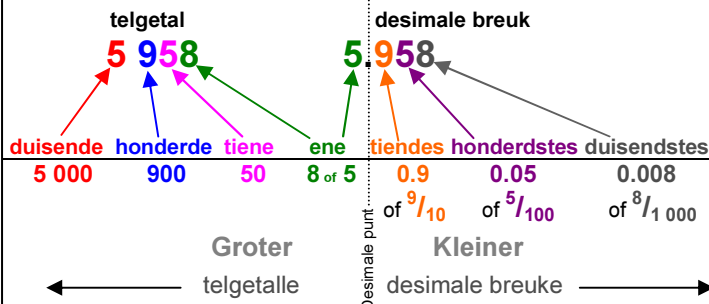 telgetal desimale breuk
5 958 5.958
duisende honderde tiene ene tiendes honderdstes duisendstes
5 000 900 50 8 of 5 0.9 0.05 0.008
of 9/10 of 5/100 of 8/1 000
Desimale punt
Groter Kleiner
telgetalle desimale breuke